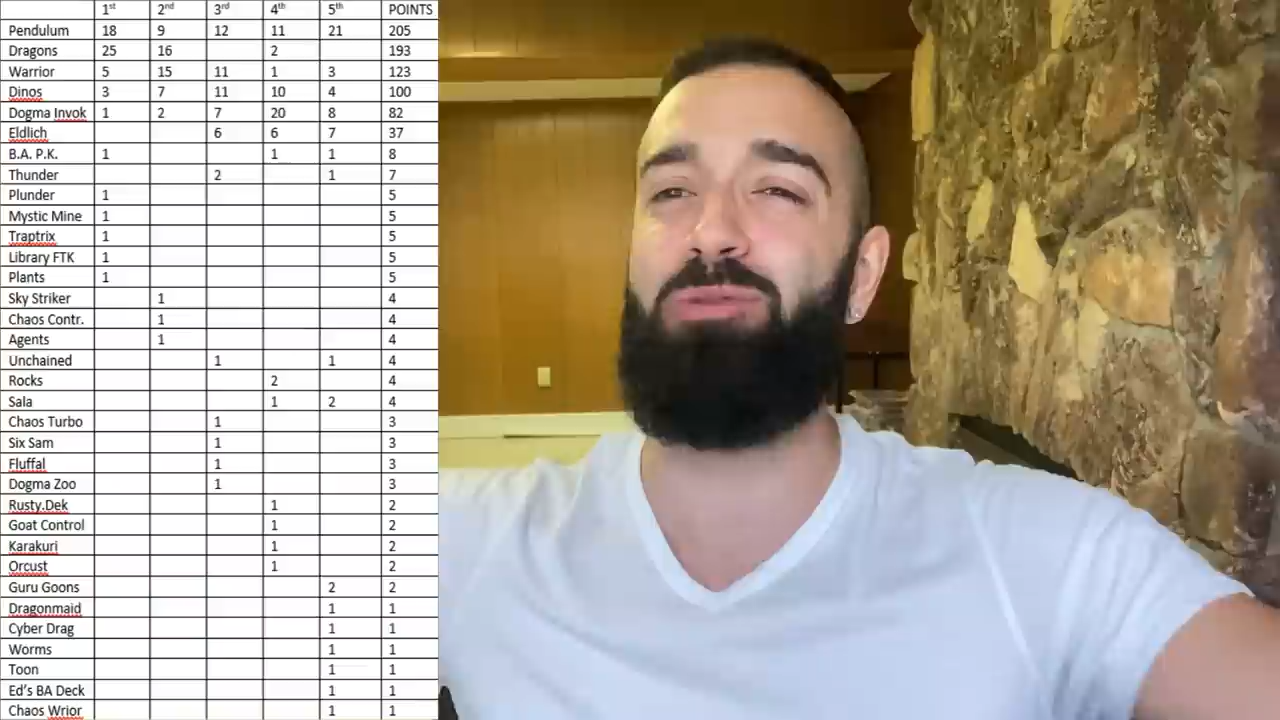 1st 2nd 3rd 4th 5th POINTS
Pendulum 18 9 12 11 21 205
Dragons 25 16 2 193
Warrior 5 15 11 1 3 123
Dinos 3 7 11 10 4 100
Dogma Invok 1 2 7 20 8 82
Eldlich 6 6 7 37
B.A. P.K. 1 1 1 8
Thunder 2 1 7
Plunder 1 5
Mystic Mine 1 5
Traptrix 1 5
Library FTK 1 5
Plants 1 5
Sky Striker 1 4
Chaos Contr. 1 4
Agents 1 4
Unchained 1 1 4
Rocks 2 4
Sala 1 2 4
Chaos Turbo 1 3
Six Sam 1 3
Fluffal 1 3
Dogma Zoo 1 3
Rusty.Dek 1 2
Goat Control 1 2
Karakuri 1 2
Orcust 1 2
Guru Goons 2 2
Dragonmaid 1 1
Cyber Drag 1 1
Worms 1 1
Toon 1 1
Ed's BA Deck 1 1
Chaos Wrior 1 1